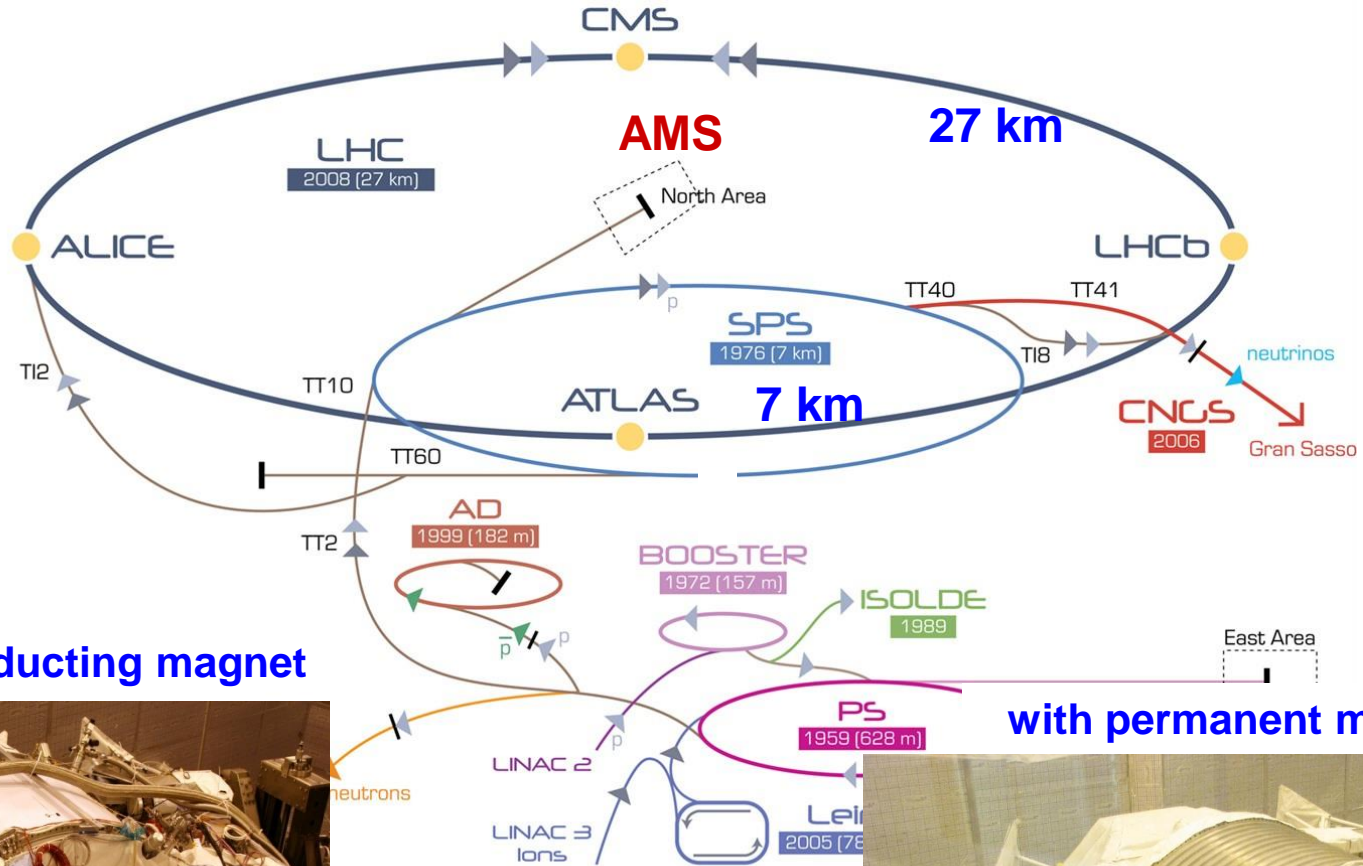 CMS
AMS
27 km
LHC
2008 (27 km)
North Area
ALICE
LHCb
TT40
TT41
p
SPS
1976 (7 km)
TI8
neutrinos
TI2
TT10
ATLAS
7 km
CNGS
2006
Gran Sasso
TT60
AD
1999 (182 m)
TT2
BOOSTER
1972 (157 m)
ISOLDE
1989
p̅
p
East Area
ducting magnet
PS
1959 (628 m)
with permanent m
p
LINAC 2
neutrons
LINAC 3
Ions
Lei
2005 (78